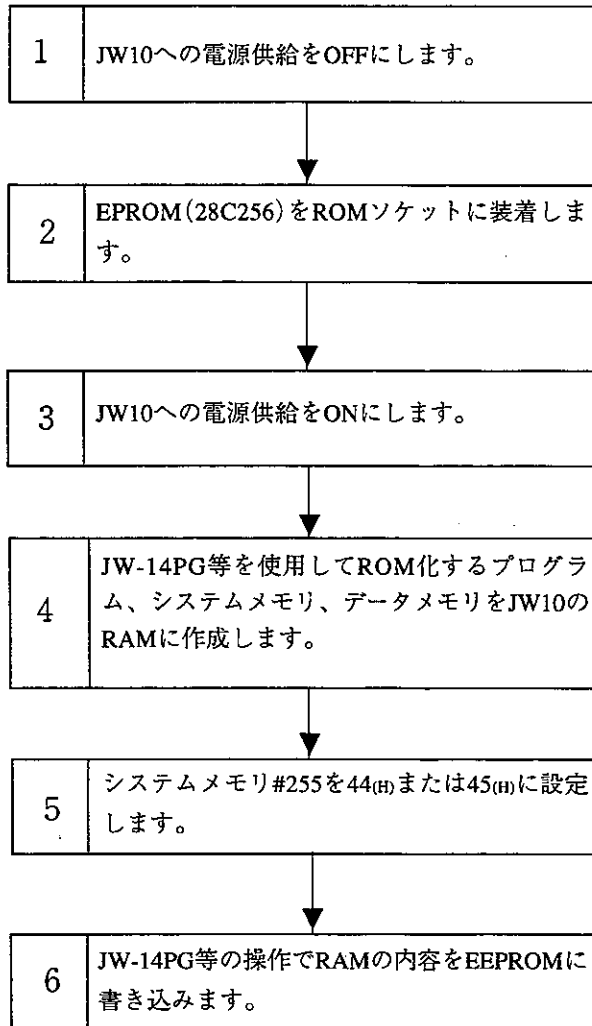 1
JW10への電源供給をOFFにします。
2
EPROM(28C256)をROMソケットに装着しま
す。
3
JW10への電源供給をONにします。
4
JW-14PG等を使用してROM化するプログラ
ム、システムメモリ、データメモリをJW10の
RAMに作成します。
5
システムメモリ#255を44(H)または45(H)に設定
します。
6
JW-14PG等の操作でRAMの内容をEEPROMに
書き込みます。